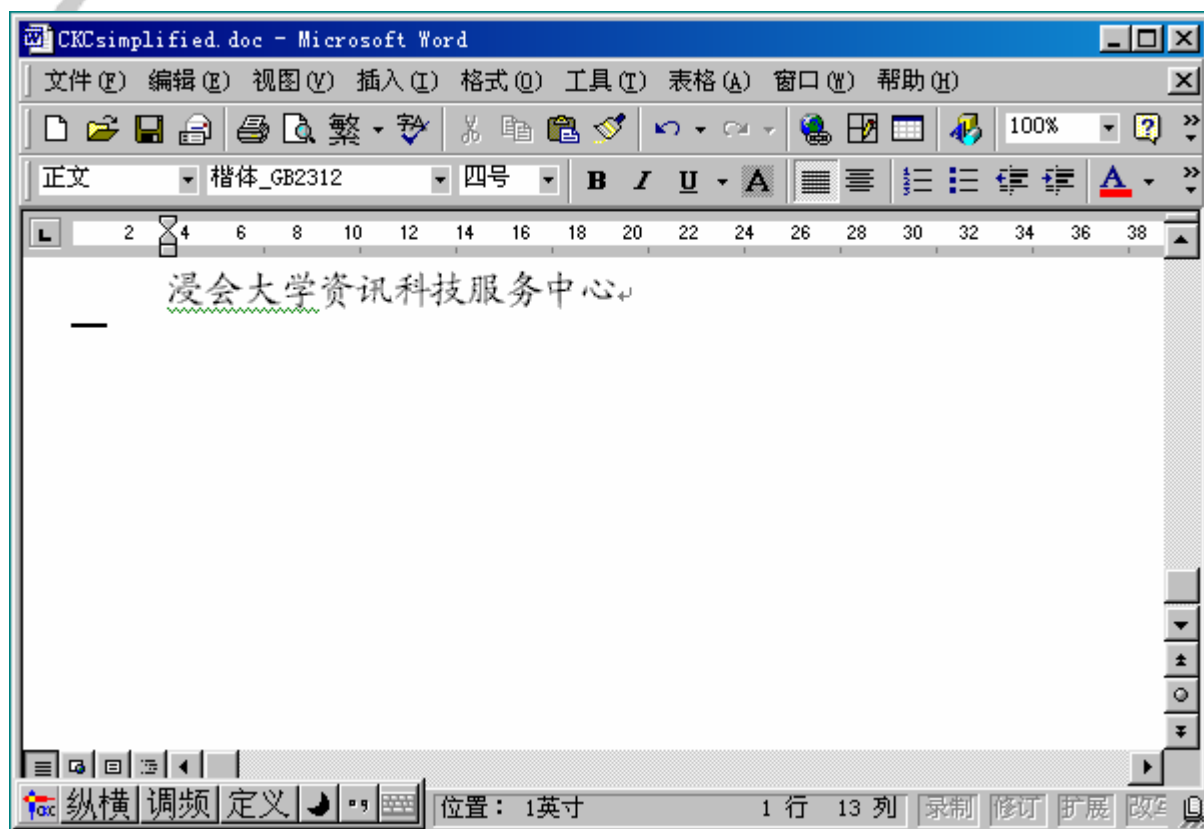 CKCsimplified.doc - Microsoft Word
文件(F) 编辑(E) 视图(V) 插入(I) 格式(O) 工具(T) 表格(A) 窗口(W) 帮助(H)
繁 100%
正文 楷体_GB2312 四号 B I U A A
L 2 4 6 8 10 12 14 16 18 20 22 24 26 28 30 32 34 36 38
浸会大学资讯科技服务中心
纵横 调频 定义 位置: 1英寸 1 行 13 列 录制 修订 扩展